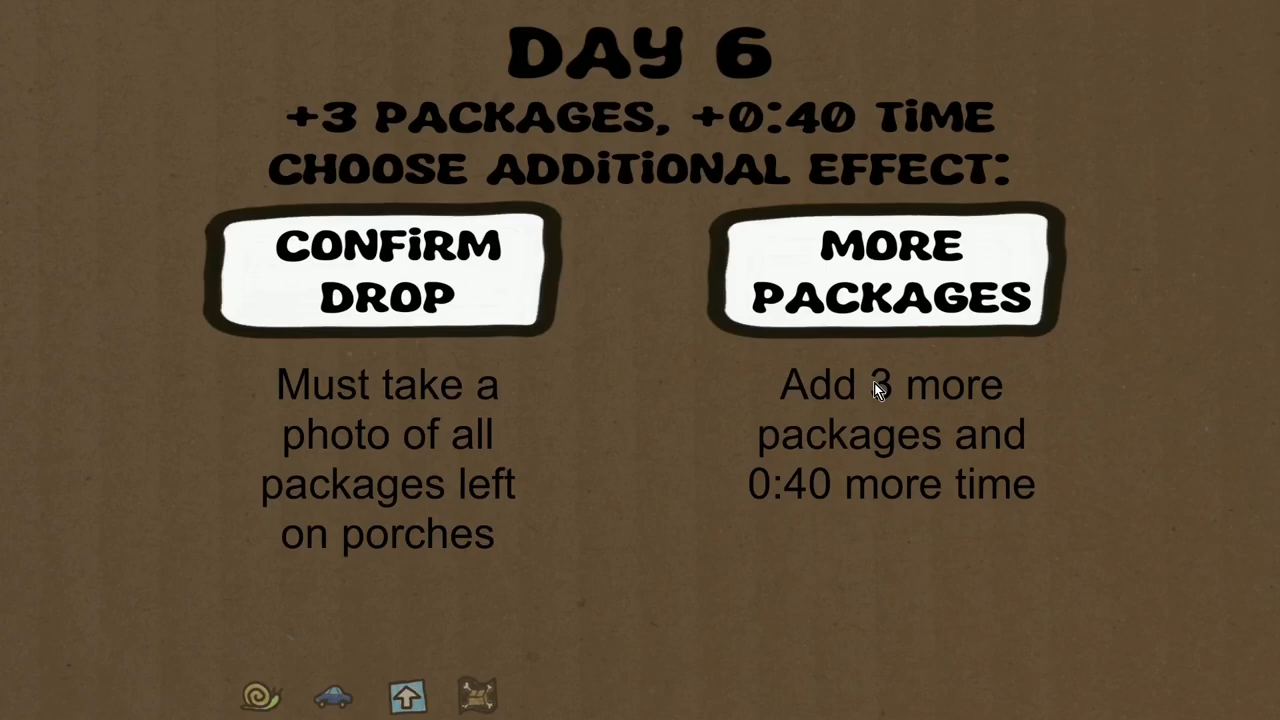 DAY 6
+3 PACKAGES, +0:40 TiME
CHOOSE ADDiTiONAL EFFECT:
CONFiRM
DROP
MORE
PACKAGES
Must take a
photo of all
packages left
on porches
Add 3 more
packages and
0:40 more time